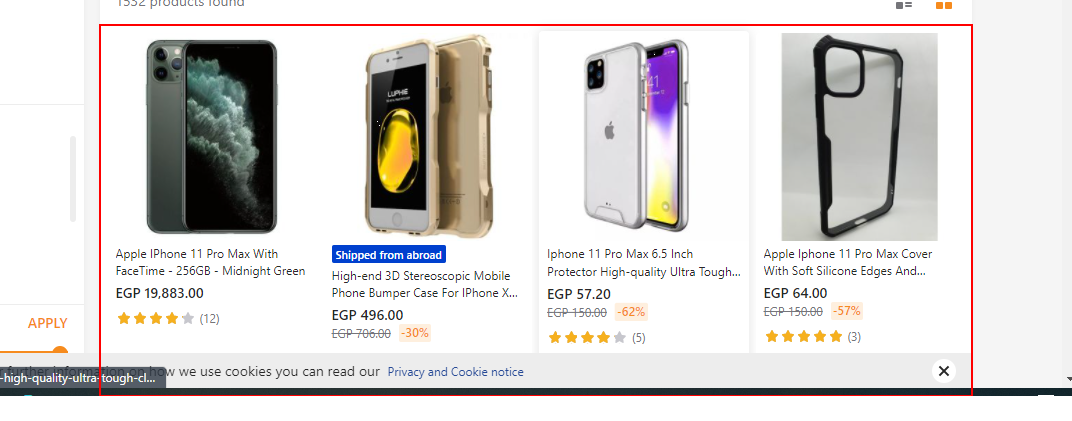 1532 products found
LUPHIE
Apple IPhone 11 Pro Max With
FaceTime - 256GB - Midnight Green
EGP 19,883.00
(12)
Shipped from abroad
High-end 3D Stereoscopic Mobile
Phone Bumper Case For IPhone X...
EGP 496.00
EGP 706.00 -30%
Iphone 11 Pro Max 6.5 Inch
Protector High-quality Ultra Tough...
EGP 57.20
EGP 150.00 -62%
(5)
Apple Iphone 11 Pro Max Cover
With Soft Silicone Edges And...
EGP 64.00
EGP 150.00 -57%
(3)
APPLY
further information on how we use cookies you can read our Privacy and Cookie notice
-high-quality-ultra-tough-cl...